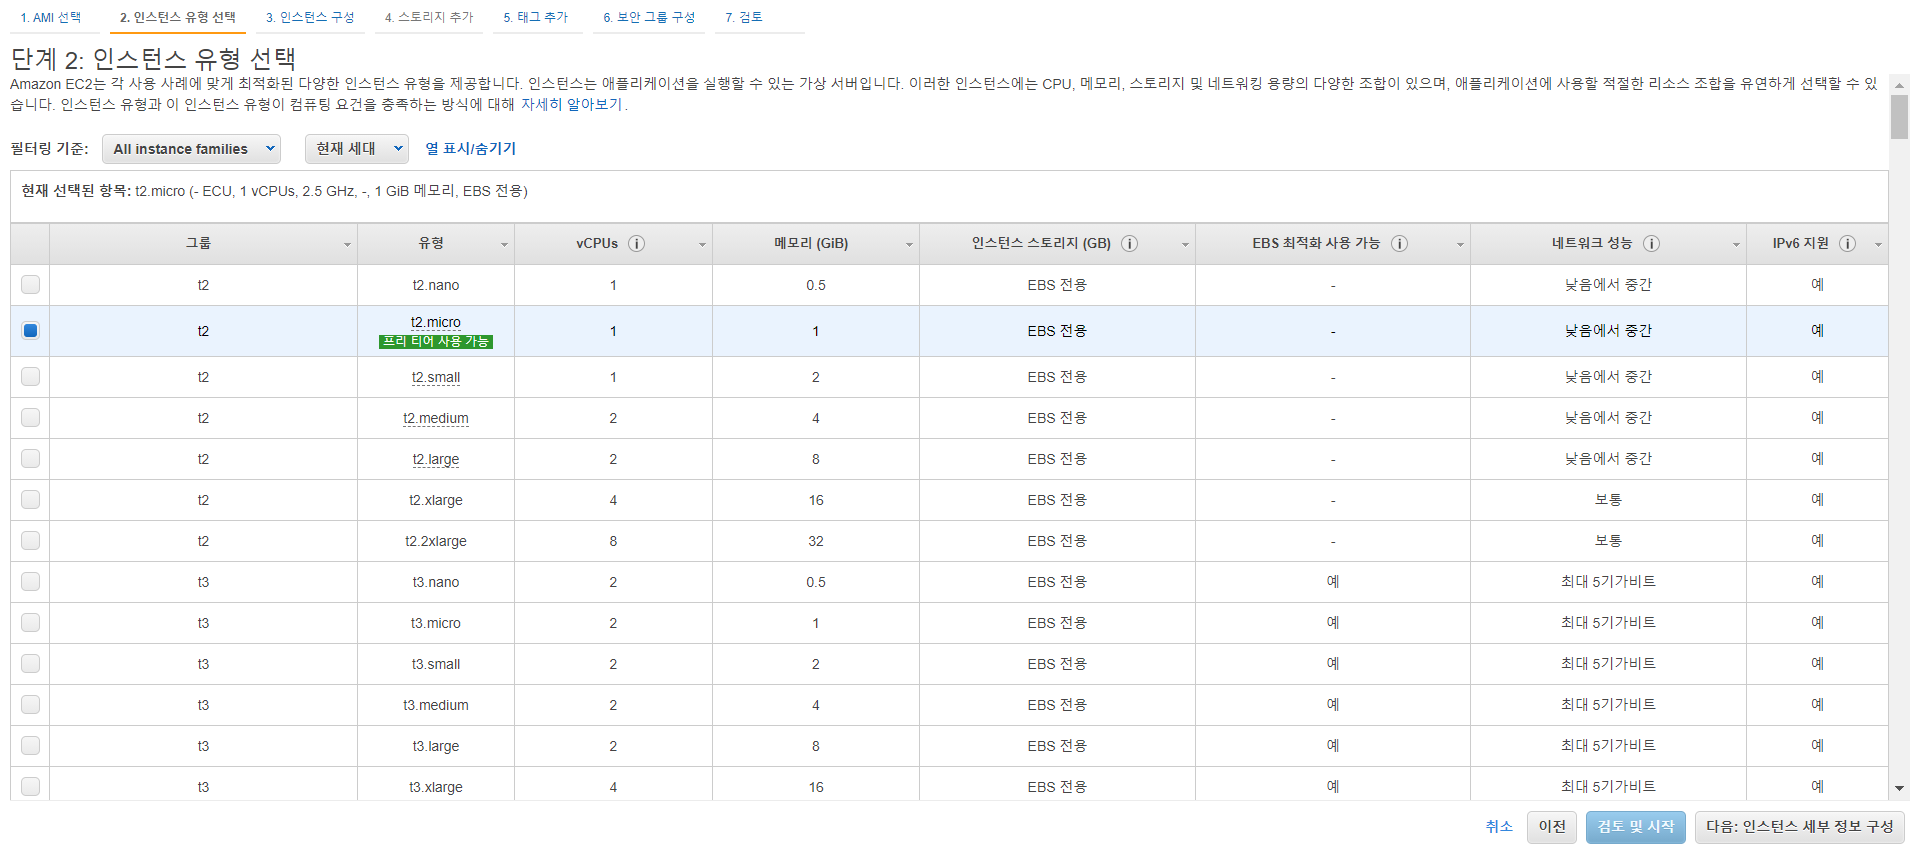 1. AMI 선택 2. 인스턴스 유형 선택 3. 인스턴스 구성 4. 스토리지 추가 5. 태그 추가 6. 보안 그룹 구성 7. 검토
단계 2: 인스턴스 유형 선택
Amazon EC2는 각 사용 사례에 맞게 최적화된 다양한 인스턴스 유형을 제공합니다. 인스턴스는 애플리케이션을 실행할 수 있는 가상 서버입니다. 이러한 인스턴스에는 CPU, 메모리, 스토리지 및 네트워킹 용량의 다양한 조합이 있으며, 애플리케이션에 사용할 적절한 리소스 조합을 유연하게 선택할 수 있
습니다. 인스턴스 유형과 이 인스턴스 유형이 컴퓨팅 요건을 충족하는 방식에 대해 자세히 알아보기.
필터링 기준: All instance families 현재 세대 열 표시/숨기기
현재 선택된 항목: t2.micro (- ECU, 1 vCPUs, 2.5 GHz, -, 1 GiB 메모리, EBS 전용)
그룹 유형 vCPUs 메모리 (GiB) 인스턴스 스토리지 (GB) EBS 최적화 사용 가능 네트워크 성능 IPv6 지원
t2 t2.nano 1 0.5 EBS 전용 - 낮음에서 중간 예
t2 t2.micro 1 1 EBS 전용 - 낮음에서 중간 예
프리 티어 사용 가능
t2 t2.small 1 2 EBS 전용 - 낮음에서 중간 예
t2 t2.medium 2 4 EBS 전용 - 낮음에서 중간 예
t2 t2.large 2 8 EBS 전용 - 낮음에서 중간 예
t2 t2.xlarge 4 16 EBS 전용 - 보통 예
t2 t2.2xlarge 8 32 EBS 전용 - 보통 예
t3 t3.nano 2 0.5 EBS 전용 예 최대 5기가비트 예
t3 t3.micro 2 1 EBS 전용 예 최대 5기가비트 예
t3 t3.small 2 2 EBS 전용 예 최대 5기가비트 예
t3 t3.medium 2 4 EBS 전용 예 최대 5기가비트 예
t3 t3.large 2 8 EBS 전용 예 최대 5기가비트 예
t3 t3.xlarge 4 16 EBS 전용 예 최대 5기가비트 예
취소 이전 검토 및 시작 다음: 인스턴스 세부 정보 구성